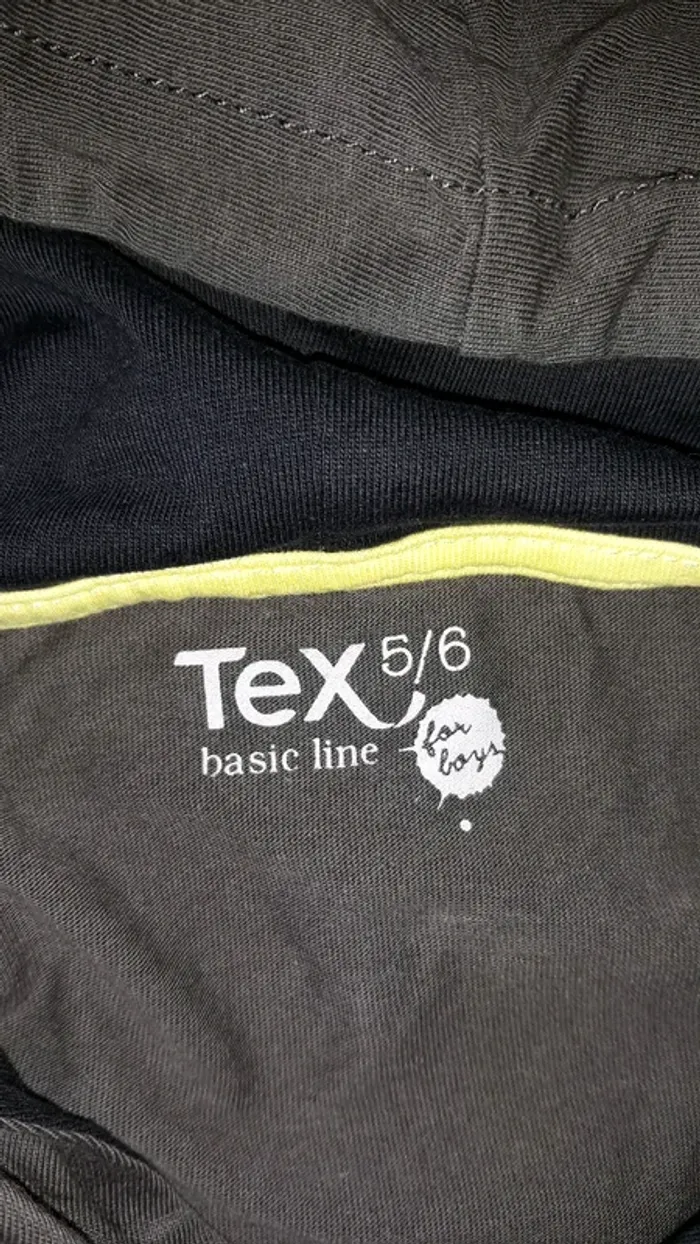 TeX 5/6
basic line
for
boys